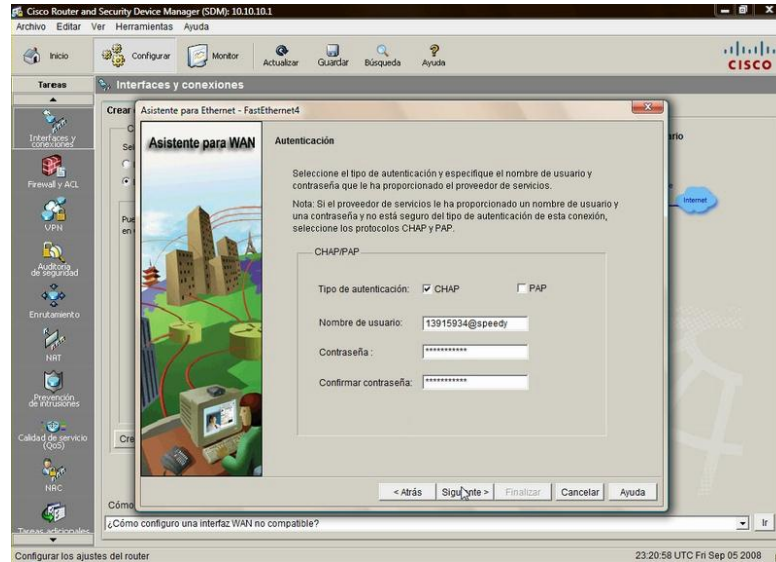 Cisco Router and Security Device Manager (SDM): 10.10.10.1
Archivo Editar Ver Herramientas Ayuda
Inicio Configurar Monitor Actualizar Guardar Búsqueda Ayuda
CISCO
Tareas
Interfaces y conexiones
Interfaces y conexiones
Firewall y ACL
VPN
Auditoría de seguridad
Enrutamiento
NAT
Prevención de intrusiones
Calidad de servicio (QoS)
NAC
Tareas adicionales
Crear
Internet
Asistente para Ethernet - FastEthernet4
Asistente para WAN
Autenticación
Seleccione el tipo de autenticación y especifique el nombre de usuario y
contraseña que le ha proporcionado el proveedor de servicios.
Nota: Si el proveedor de servicios le ha proporcionado un nombre de usuario y
una contraseña y no está seguro del tipo de autenticación de esta conexión,
seleccione los protocolos CHAP y PAP.
CHAP/PAP
Tipo de autenticación: CHAP PAP
Nombre de usuario: 13915934@speedy
Contraseña : ***********
Confirmar contraseña: ***********
< Atrás Siguiente > Finalizar Cancelar Ayuda
Cómo
¿Cómo configuro una interfaz WAN no compatible? Ir
Configurar los ajustes del router 23:20:58 UTC Fri Sep 05 2008